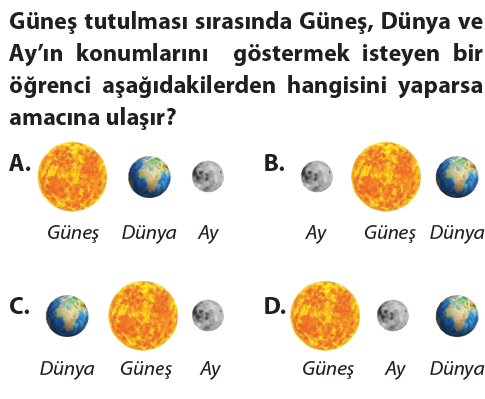 Güneş tutulması sırasında Güneş, Dünya ve
Ay’ın konumlarını göstermek isteyen bir
öğrenci aşağıdakilerden hangisini yaparsa
amacına ulaşır?
A.
Güneş Dünya Ay
B.
Ay Güneş Dünya
C.
Dünya Güneş Ay
D.
Güneş Ay Dünya